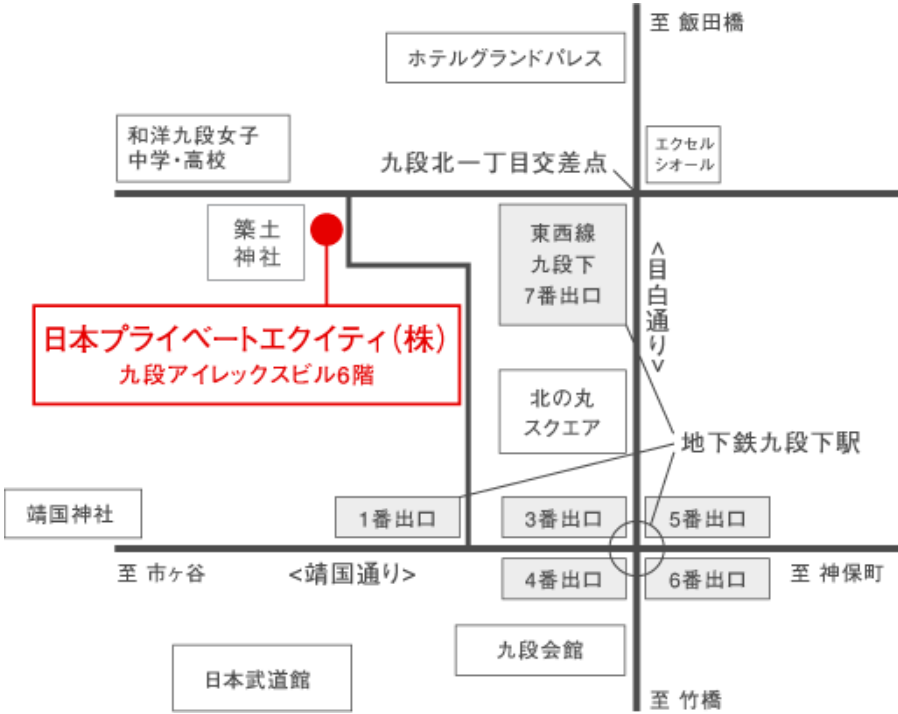 至 飯田橋
ホテルグランドパレス
和洋九段女子
中学・高校
九段北一丁目交差点
エクセル
シオール
築土
神社
東西線
九段下
7番出口
<目白通り>
日本プライベートエクイティ(株)
九段アイレックスビル6階
北の丸
スクエア
地下鉄九段下駅
靖国神社
1番出口
3番出口
5番出口
至 市ヶ谷
<靖国通り>
4番出口
6番出口
至 神保町
九段会館
日本武道館
至 竹橋